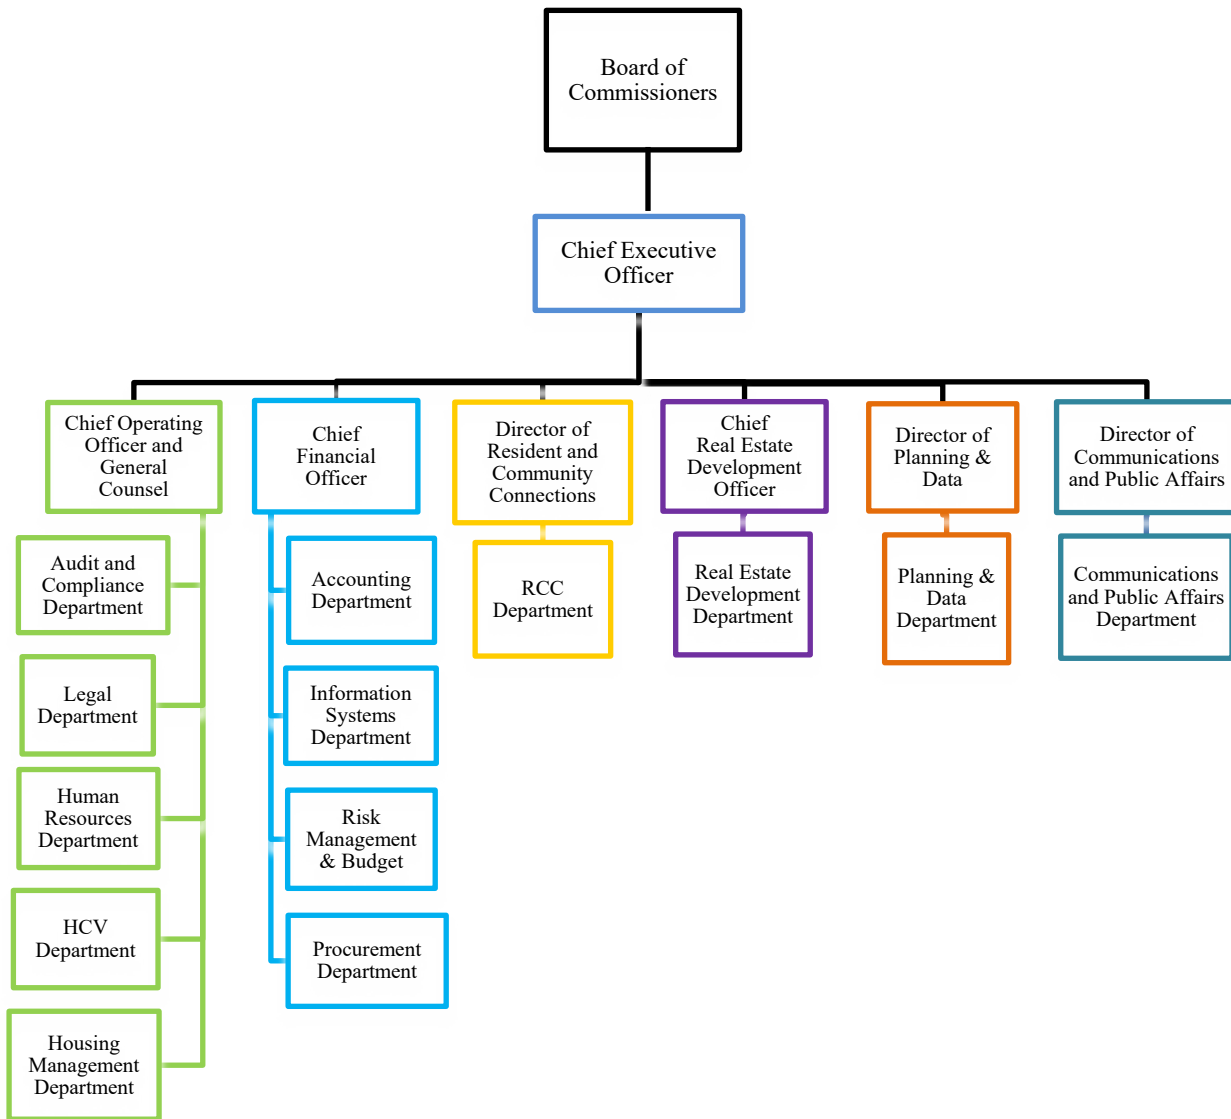 Board of
Commissioners
Chief Executive
Officer
Chief Operating
Officer and
General
Counsel
Chief
Financial
Officer
Director of
Resident and
Community
Connections
Chief
Real Estate
Development
Officer
Director of
Planning &
Data
Director of
Communications
and Public Affairs
Audit and
Compliance
Department
Legal
Department
Human
Resources
Department
HCV
Department
Housing
Management
Department
Accounting
Department
Information
Systems
Department
Risk
Management
& Budget
Procurement
Department
RCC
Department
Real Estate
Development
Department
Planning &
Data
Department
Communications
and Public Affairs
Department